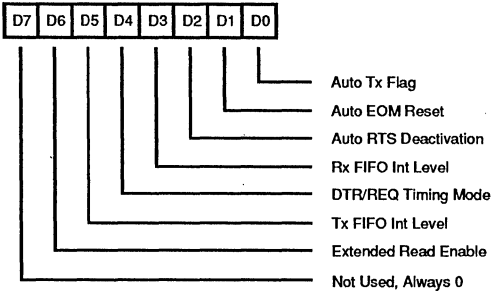 D7 D6 D5 D4 D3 D2 D1 D0
Auto Tx Flag
Auto EOM Reset
Auto RTS Deactivation
Rx FIFO Int Level
DTR/REQ Timing Mode
Tx FIFO Int Level
Extended Read Enable
Not Used, Always 0